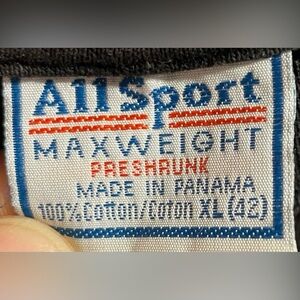 All Sport
MAXWEIGHT
PRESHRUNK
MADE IN PANAMA
100% Cotton/Coton XL (42)